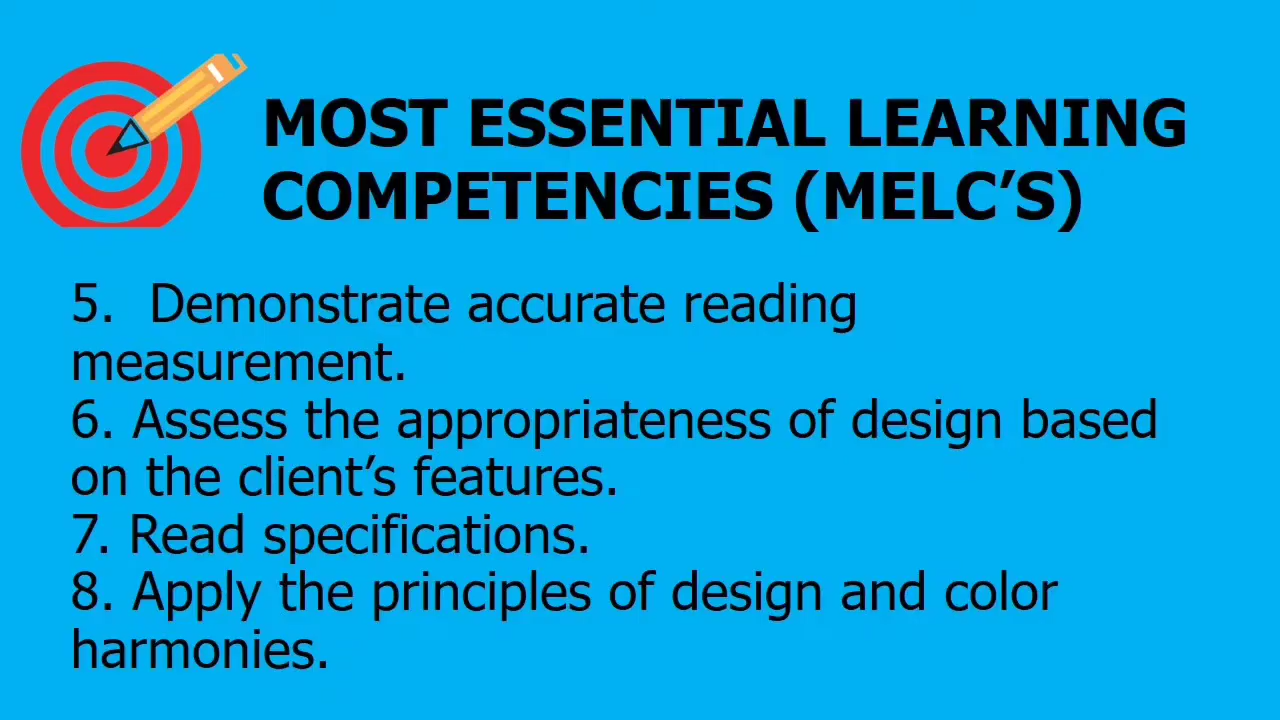 MOST ESSENTIAL LEARNING
COMPETENCIES (MELC’S)
5.  Demonstrate accurate reading
measurement.
6. Assess the appropriateness of design based
on the client’s features.
7. Read specifications.
8. Apply the principles of design and color
harmonies.